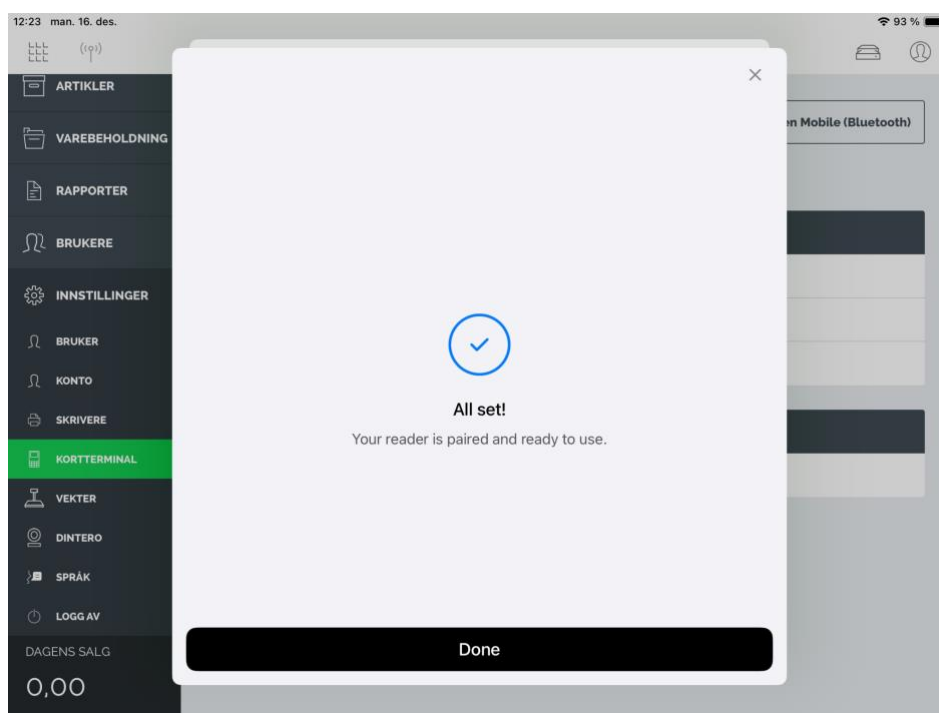 12:23 man. 16. des.
93 %
ARTIKLER
VAREBEHOLDNING
RAPPORTER
BRUKERE
INNSTILLINGER
BRUKER
KONTO
SKRIVERE
KORTTERMINAL
VEKTER
DINTERO
SPRÅK
LOGG AV
DAGENS SALG
0,00
Mobile (Bluetooth)
All set!
Your reader is paired and ready to use.
Done